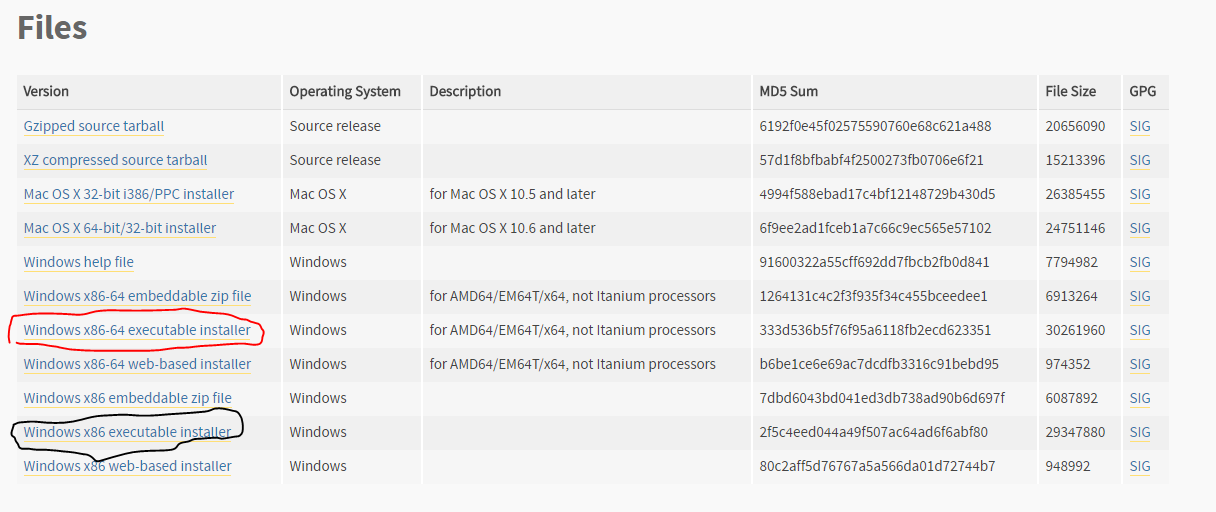 Files
Version Operating System Description MD5 Sum File Size GPG
Gzipped source tarball Source release 6192f0e45f02575590760e68c621a488 20656090 SIG
XZ compressed source tarball Source release 57d1f8bfbabf4f2500273fb0706e6f21 15213396 SIG
Mac OS X 32-bit i386/PPC installer Mac OS X for Mac OS X 10.5 and later 4994f588ebad17c4bf12148729b430d5 26385455 SIG
Mac OS X 64-bit/32-bit installer Mac OS X for Mac OS X 10.6 and later 6f9ee2ad1fceb1a7c66c9ec565e57102 24751146 SIG
Windows help file Windows 91600322a55cff692dd7fbcb2fb0d841 7794982 SIG
Windows x86-64 embeddable zip file Windows for AMD64/EM64T/x64, not Itanium processors 1264131c4c2f3f935f34c455bceedee1 6913264 SIG
Windows x86-64 executable installer Windows for AMD64/EM64T/x64, not Itanium processors 333d536b5f76f95a6118fb2ecd623351 30261960 SIG
Windows x86-64 web-based installer Windows for AMD64/EM64T/x64, not Itanium processors b6be1ce6e69ac7dcdfb3316c91bebd95 974352 SIG
Windows x86 embeddable zip file Windows 7dbd6043bd041ed3db738ad90b6d697f 6087892 SIG
Windows x86 executable installer Windows 2f5c4eed044a49f507ac64ad6f6abf80 29347880 SIG
Windows x86 web-based installer Windows 80c2aff5d76767a5a566da01d72744b7 948992 SIG